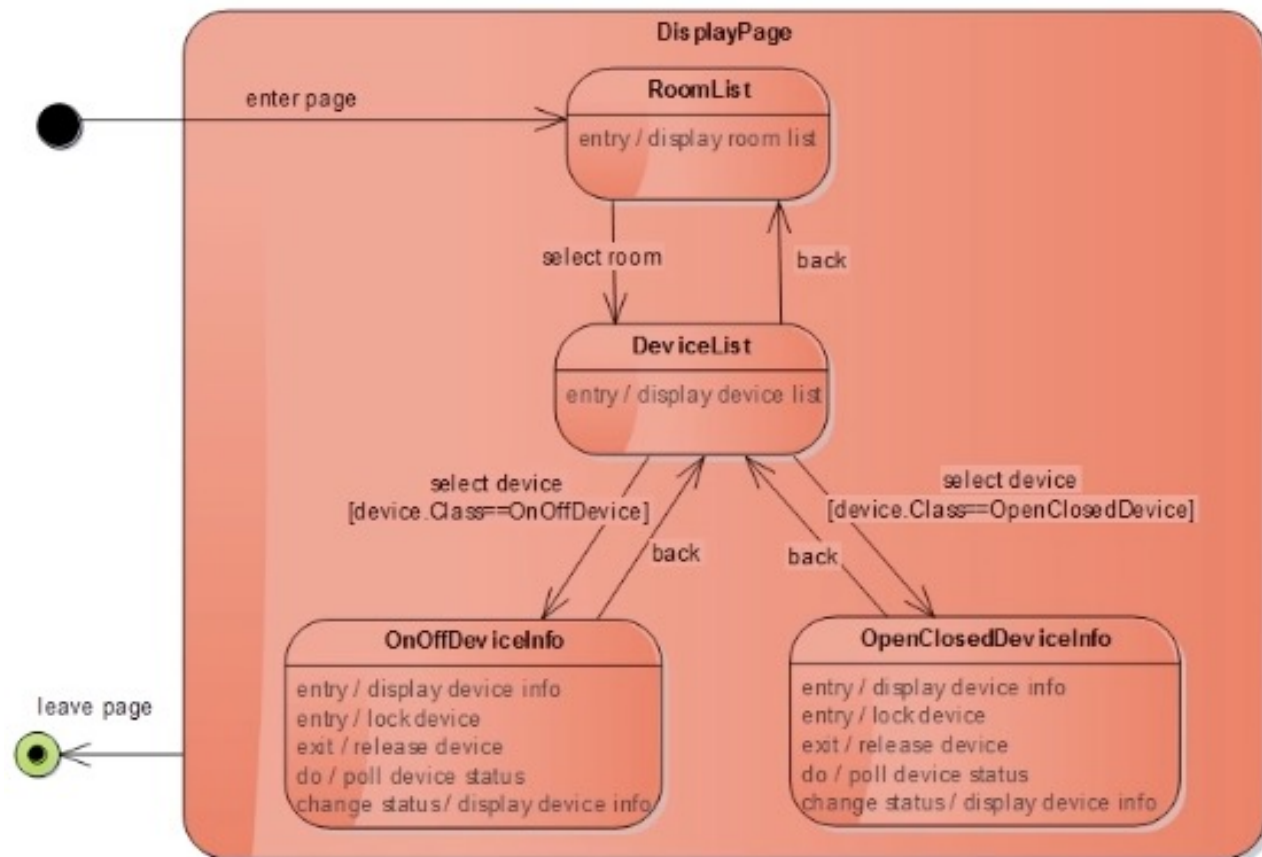 DisplayPage
enter page
RoomList
entry / display room list
select room
back
DeviceList
entry / display device list
select device
[device.Class==OnOffDevice]
select device
[device.Class==OpenClosedDevice]
back
back
OnOffDeviceInfo
entry / display device info
entry / lock device
exit / release device
do / poll device status
change status / display device info
OpenClosedDeviceInfo
entry / display device info
entry / lock device
exit / release device
do / poll device status
change status / display device info
leave page